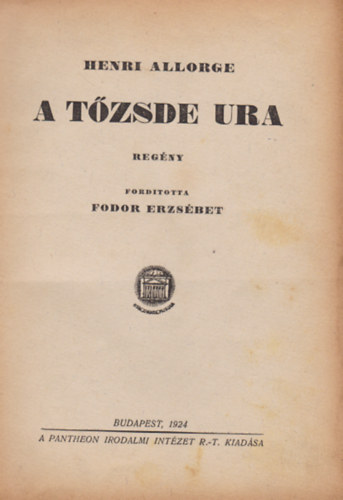 HENRI ALLORGE
A TŐZSDE URA
REGÉNY
FORDITOTTA
FODOR ERZSÉBET
BUDAPEST, 1924
A PANTHEON IRODALMI INTÉZET R.-T. KIADÁSA